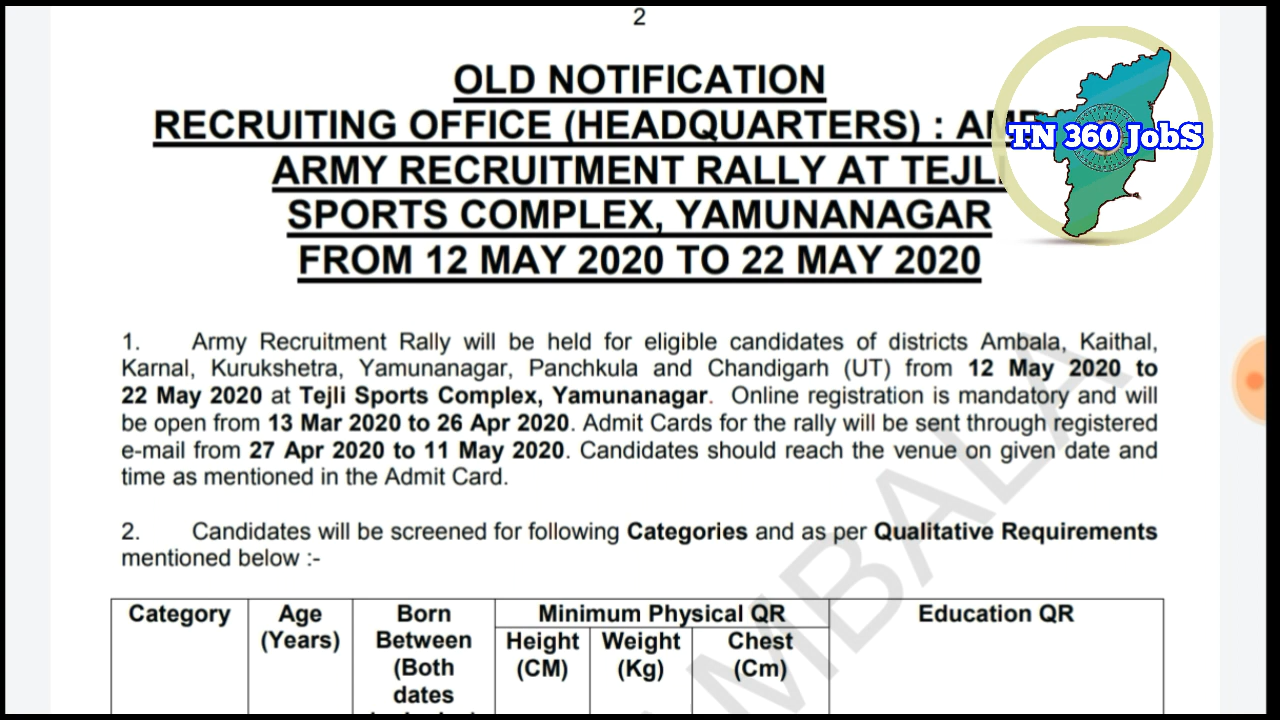 2
OLD NOTIFICATION
RECRUITING OFFICE (HEADQUARTERS) :
ARMY RECRUITMENT RALLY AT TEJLI
SPORTS COMPLEX, YAMUNANAGAR
FROM 12 MAY 2020 TO 22 MAY 2020
TN 360 JobS
1. Army Recruitment Rally will be held for eligible candidates of districts Ambala, Kaithal,
Karnal, Kurukshetra, Yamunanagar, Panchkula and Chandigarh (UT) from 12 May 2020 to
22 May 2020 at Tejli Sports Complex, Yamunanagar. Online registration is mandatory and will
be open from 13 Mar 2020 to 26 Apr 2020. Admit Cards for the rally will be sent through registered
e-mail from 27 Apr 2020 to 11 May 2020. Candidates should reach the venue on given date and
time as mentioned in the Admit Card.
2. Candidates will be screened for following Categories and as per Qualitative Requirements
mentioned below :-
Category Age Born Minimum Physical QR Education QR
(Years) Between Height Weight Chest
(Both (CM) (Kg) (Cm)
dates
MBALA